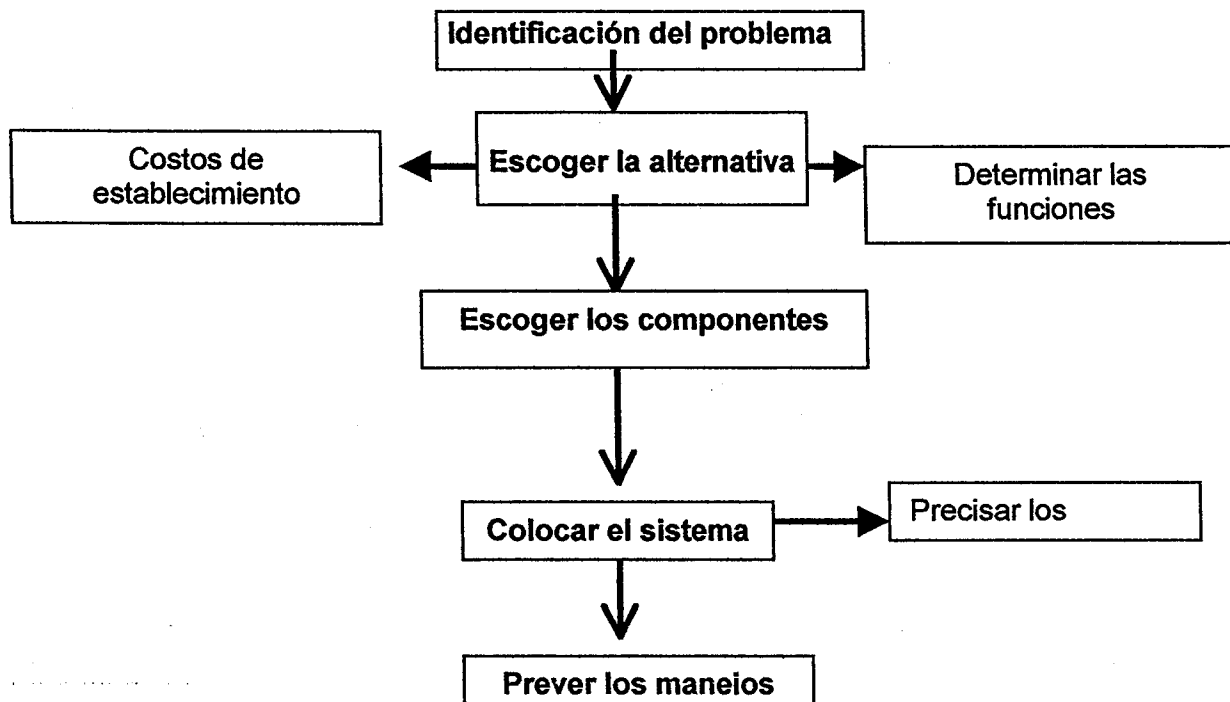 Identificación del problema
Escoger la alternativa
Costos de
establecimiento
Determinar las
funciones
Escoger los componentes
Colocar el sistema
Precisar los
Prever los manejos